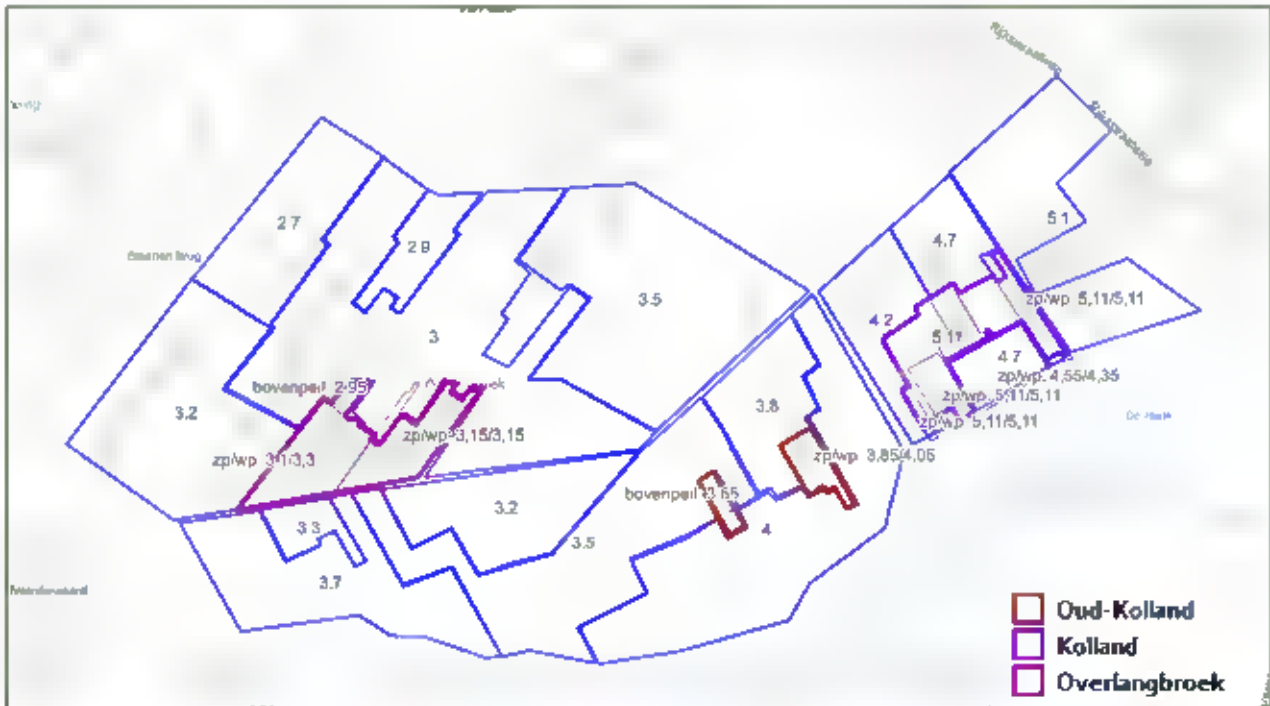 5.1
2.7
4.7
2.9
3.5
zp/wp 5,11/5,11
4.2
3
5.1
4.7
zp/wp. 4,55/4,35
bovenpeil 2.95
3.8
zp/wp. 5,11/5,11
3.2
zp/wp 5,11/5,11
zp/wp 3,15/3,15
zp/wp 3,1/3,3
zp/wp 3,85/4,05
bovenpeil 3.65
3.2
3.3
4
3.5
3.7
Oud-Kolland
Kolland
Overlangbroek